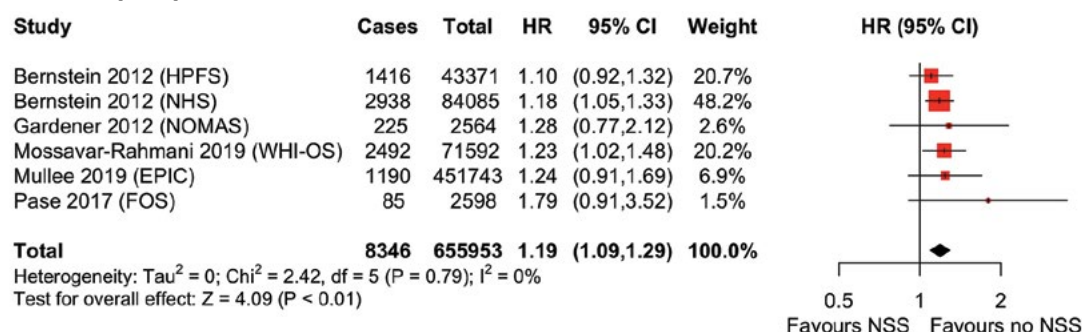 Study Cases Total HR 95% CI Weight HR (95% CI)
Bernstein 2012 (HPFS) 1416 43371 1.10 (0.92,1.32) 20.7%
Bernstein 2012 (NHS) 2938 84085 1.18 (1.05,1.33) 48.2%
Gardener 2012 (NOMAS) 225 2564 1.28 (0.77,2.12) 2.6%
Mossavar-Rahmani 2019 (WHI-OS) 2492 71592 1.23 (1.02,1.48) 20.2%
Mullee 2019 (EPIC) 1190 451743 1.24 (0.91,1.69) 6.9%
Pase 2017 (FOS) 85 2598 1.79 (0.91,3.52) 1.5%
Total 8346 655953 1.19 (1.09,1.29) 100.0%
Heterogeneity: Tau² = 0; Chi² = 2.42, df = 5 (P = 0.79); I² = 0%
Test for overall effect: Z = 4.09 (P < 0.01)
0.5 1 2
Favours NSS Favours no NSS